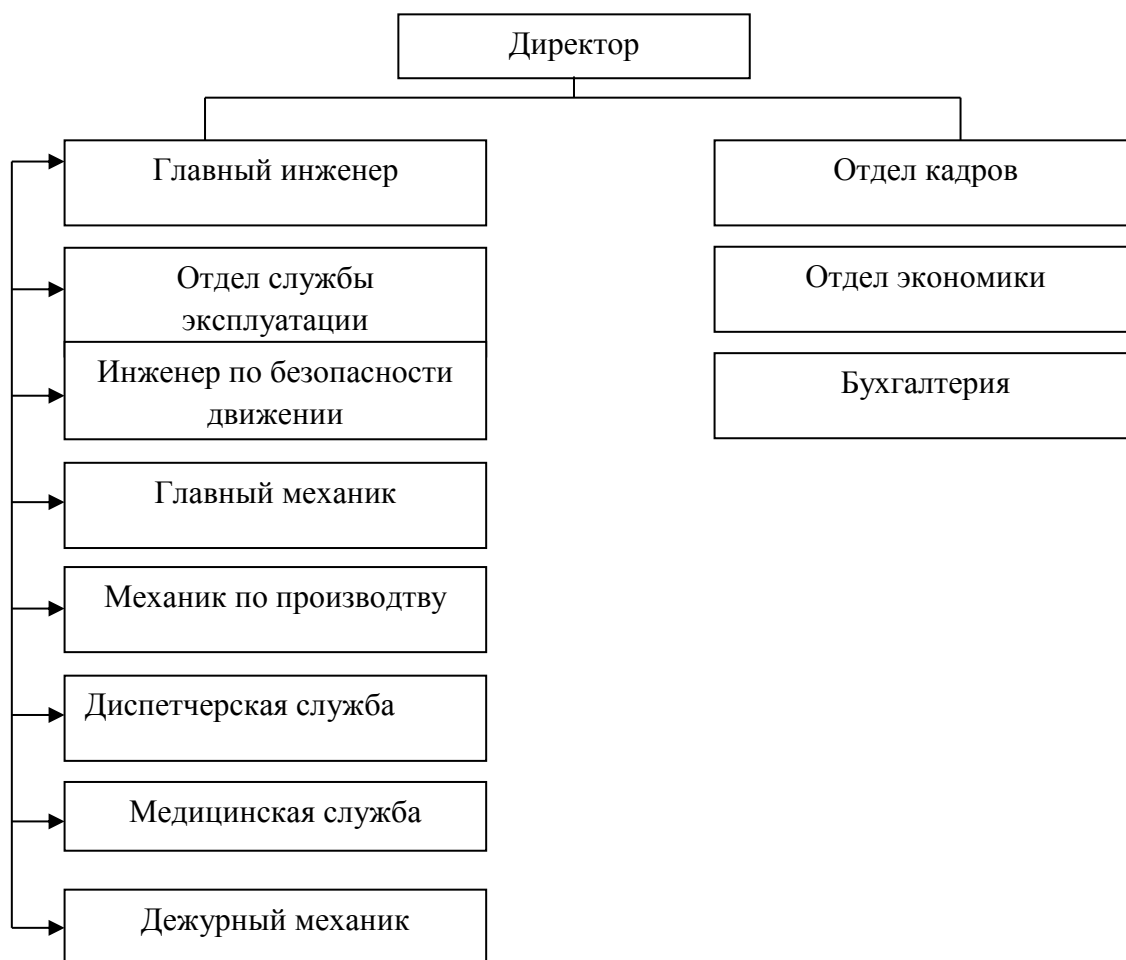 Директор
Главный инженер
Отдел кадров
Отдел службы
эксплуатации
Отдел экономики
Инженер по безопасности
движении
Бухгалтерия
Главный механик
Механик по производтву
Диспетчерская служба
Медицинская служба
Дежурный механик